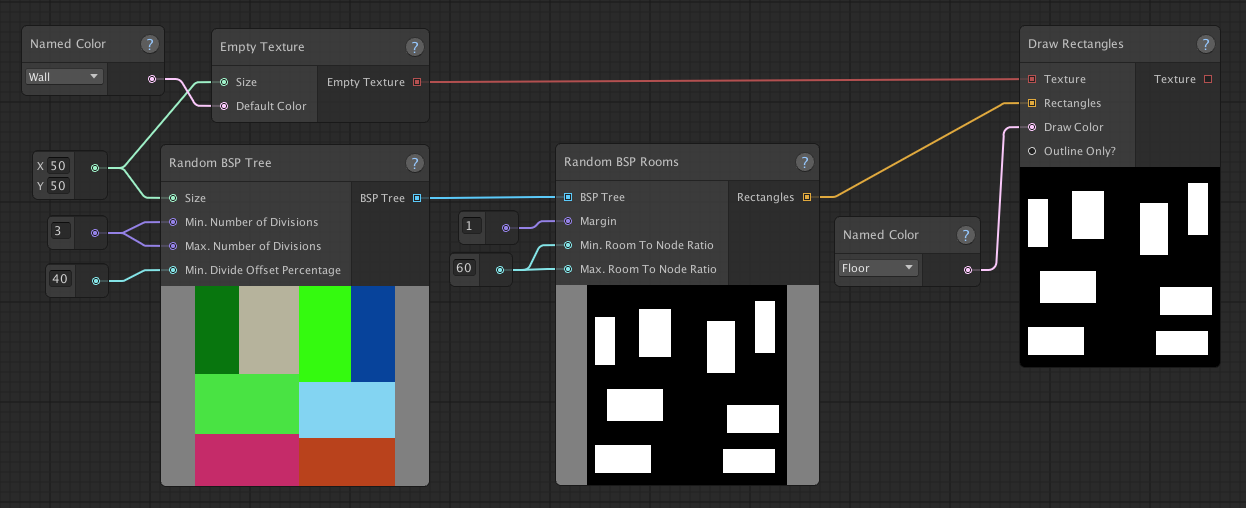 Named Color ?
Wall
Empty Texture ?
Size
Empty Texture
Default Color
Draw Rectangles ?
Texture
Texture
Rectangles
Draw Color
Outline Only?
X 50
Y 50
Random BSP Tree ?
Size
BSP Tree
Min. Number of Divisions
Max. Number of Divisions
Min. Divide Offset Percentage
3
40
Random BSP Rooms ?
BSP Tree
Rectangles
Margin
Min. Room To Node Ratio
Max. Room To Node Ratio
1
60
Named Color ?
Floor